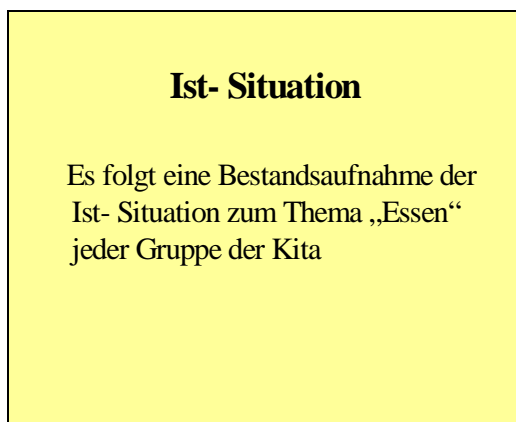 Ist- Situation
Es folgt eine Bestandsaufnahme der
Ist- Situation zum Thema „Essen“
jeder Gruppe der Kita